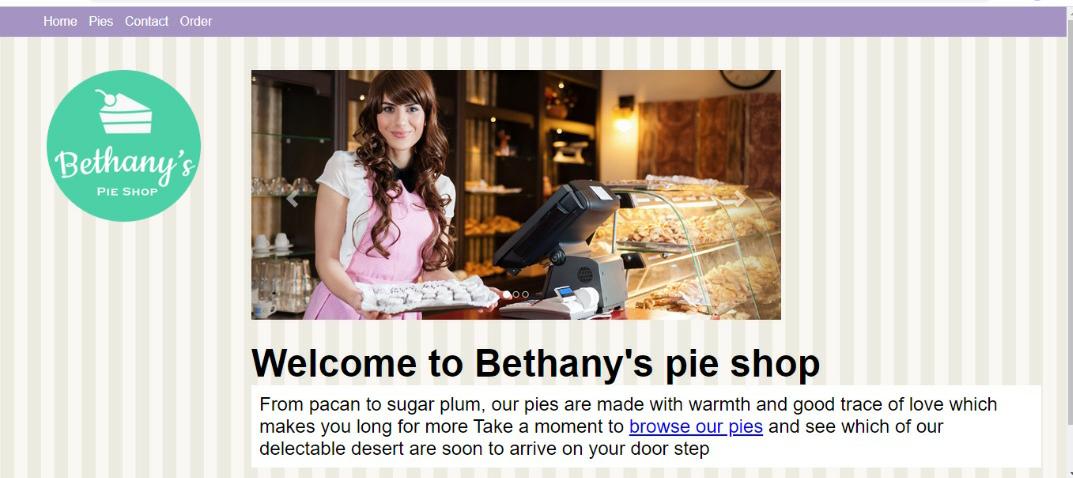 Home Pies Contact Order
Bethany's
PIE SHOP
Welcome to Bethany's pie shop
From pacan to sugar plum, our pies are made with warmth and good trace of love which
makes you long for more Take a moment to browse our pies and see which of our
delectable desert are soon to arrive on your door step